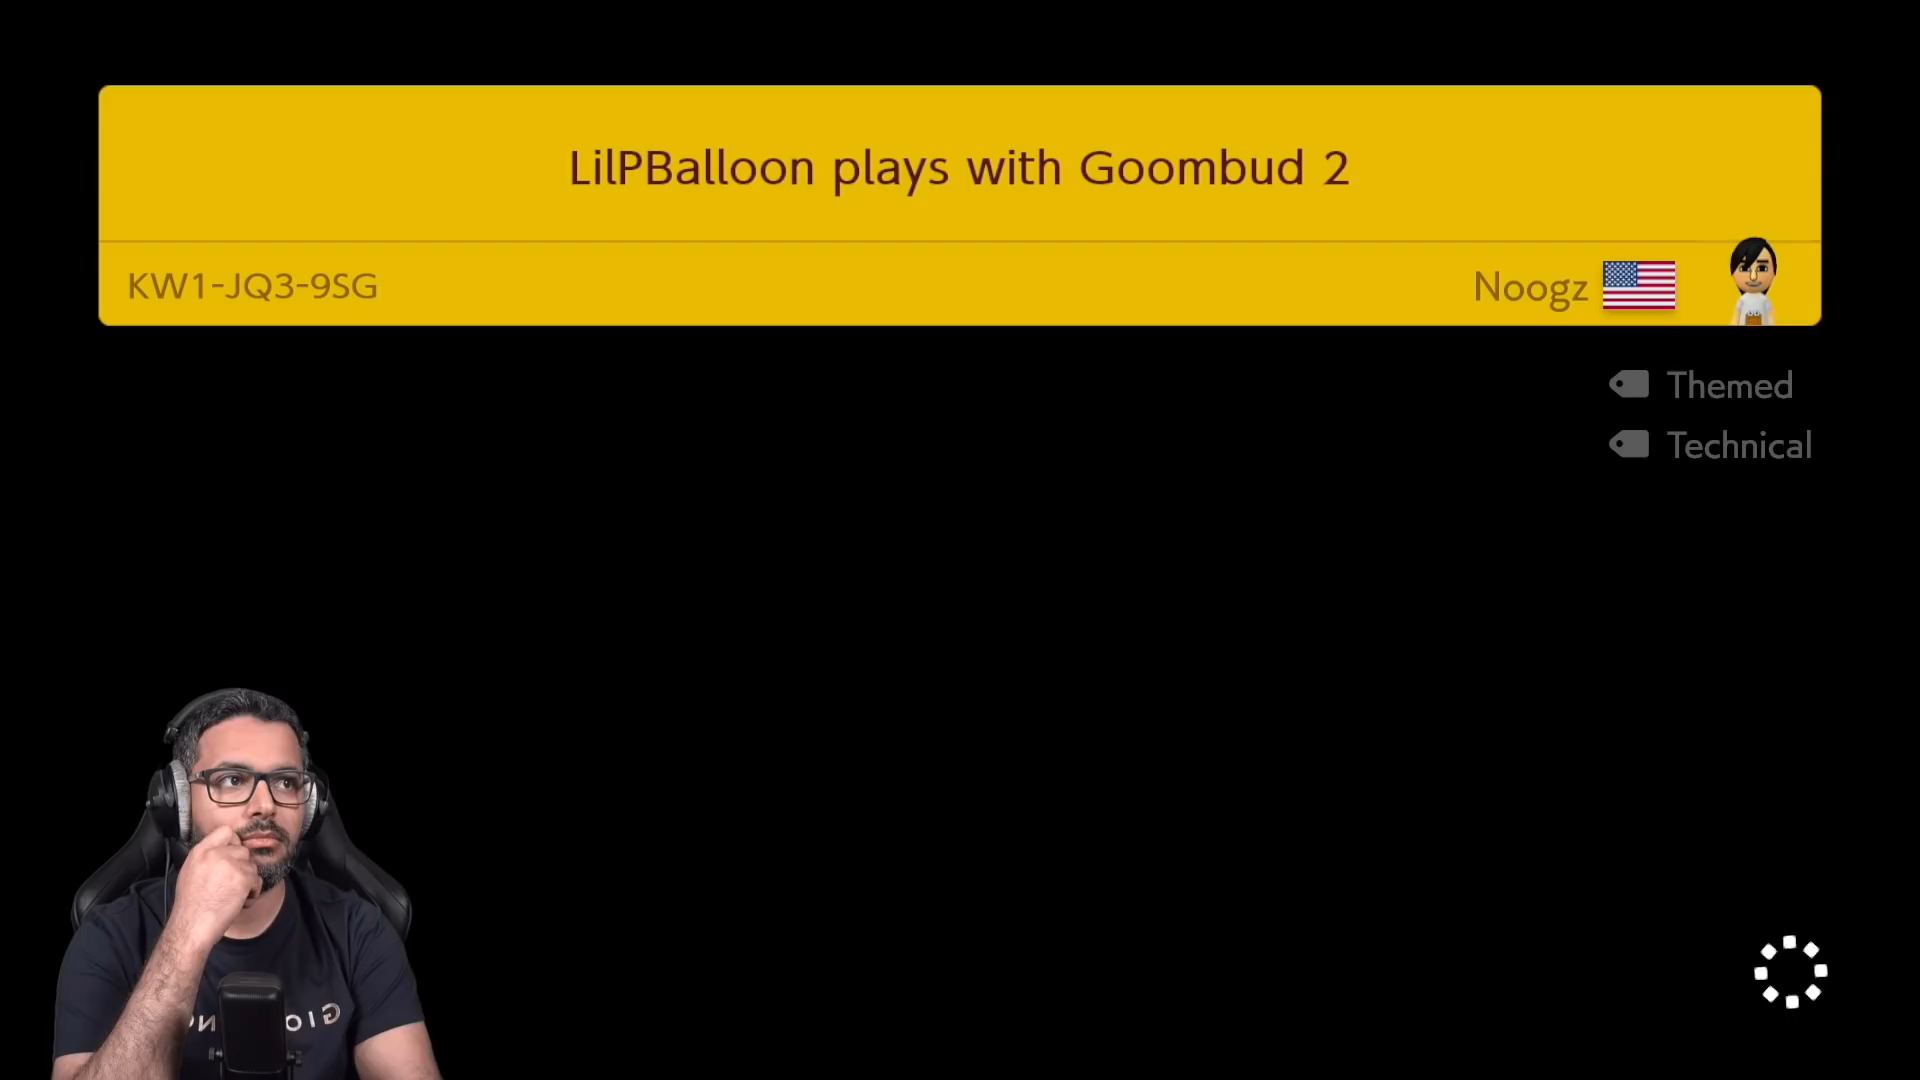 LilPBalloon plays with Goombud 2
KW1-JQ3-9SG
Noogz
Themed
Technical